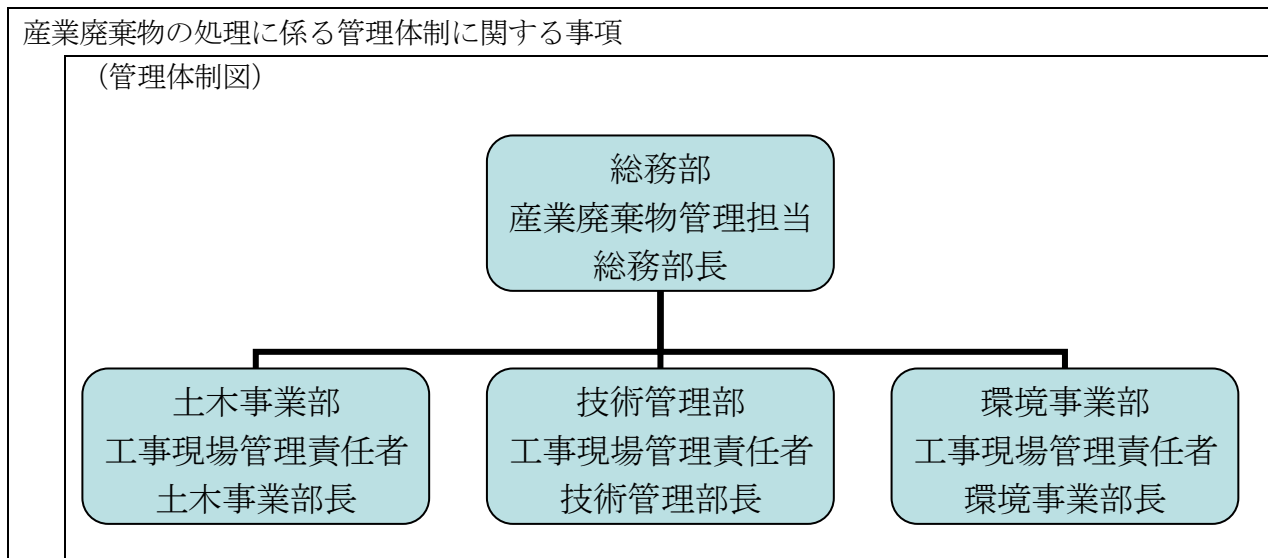 産業廃棄物の処理に係る管理体制に関する事項
（管理体制図）
総務部
産業廃棄物管理担当
総務部長
土木事業部
工事現場管理責任者
土木事業部長
技術管理部
工事現場管理責任者
技術管理部長
環境事業部
工事現場管理責任者
環境事業部長